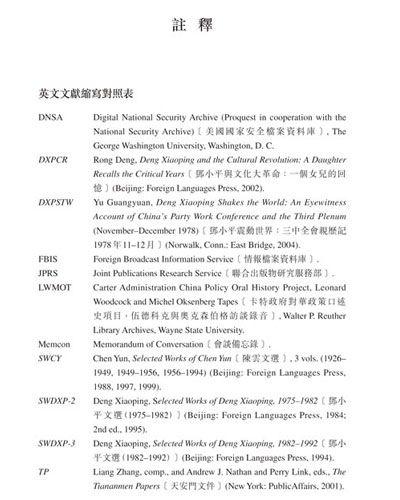 註 釋
英文文獻縮寫對照表
DNSA Digital National Security Archive (Proquest in cooperation with the
National Security Archive)〔美國國家安全檔案資料庫〕, The
George Washington University, Washington, D. C.
DXPCR Rong Deng, Deng Xiaoping and the Cultural Revolution: A Daughter
Recalls the Critical Years〔鄧小平與文化大革命：一個女兒的回
憶〕(Beijing: Foreign Languages Press, 2002).
DXPSTW Yu Guangyuan, Deng Xiaoping Shakes the World: An Eyewitness
Account of China's Party Work Conference and the Third Plenum
(November–December 1978)〔鄧小平震動世界：三中全會親歷記
1978年11–12月〕(Norwalk, Conn.: East Bridge, 2004).
FBIS Foreign Broadcast Information Service〔情報檔案資料庫〕.
JPRS Joint Publications Research Service〔聯合出版物研究服務部〕.
LWMOT Carter Administration China Policy Oral History Project, Leonard
Woodcock and Michel Oksenberg Tapes〔卡特政府對華政策口述
史項目，伍德科克與奧克森伯格訪談錄音〕, Walter P. Reuther
Library Archives, Wayne State University.
Memcon Memorandum of Conversation〔會談備忘錄〕.
SWCY Chen Yun, Selected Works of Chen Yun〔陳雲文選〕, 3 vols. (1926–
1949, 1949–1956, 1956–1994) (Beijing: Foreign Languages Press,
1988, 1997, 1999).
SWDXP-2 Deng Xiaoping, Selected Works of Deng Xiaoping, 1975–1982〔鄧小
平文選(1975–1982)〕(Beijing: Foreign Languages Press, 1984;
2nd ed., 1995).
SWDXP-3 Deng Xiaoping, Selected Works of Deng Xiaoping, 1982–1992〔鄧小
平文選(1982–1992)〕(Beijing: Foreign Languages Press, 1994).
TP Liang Zhang, comp., and Andrew J. Nathan and Perry Link, eds., The
Tiananmen Papers〔天安門文件〕(New York: PublicAffairs, 2001).